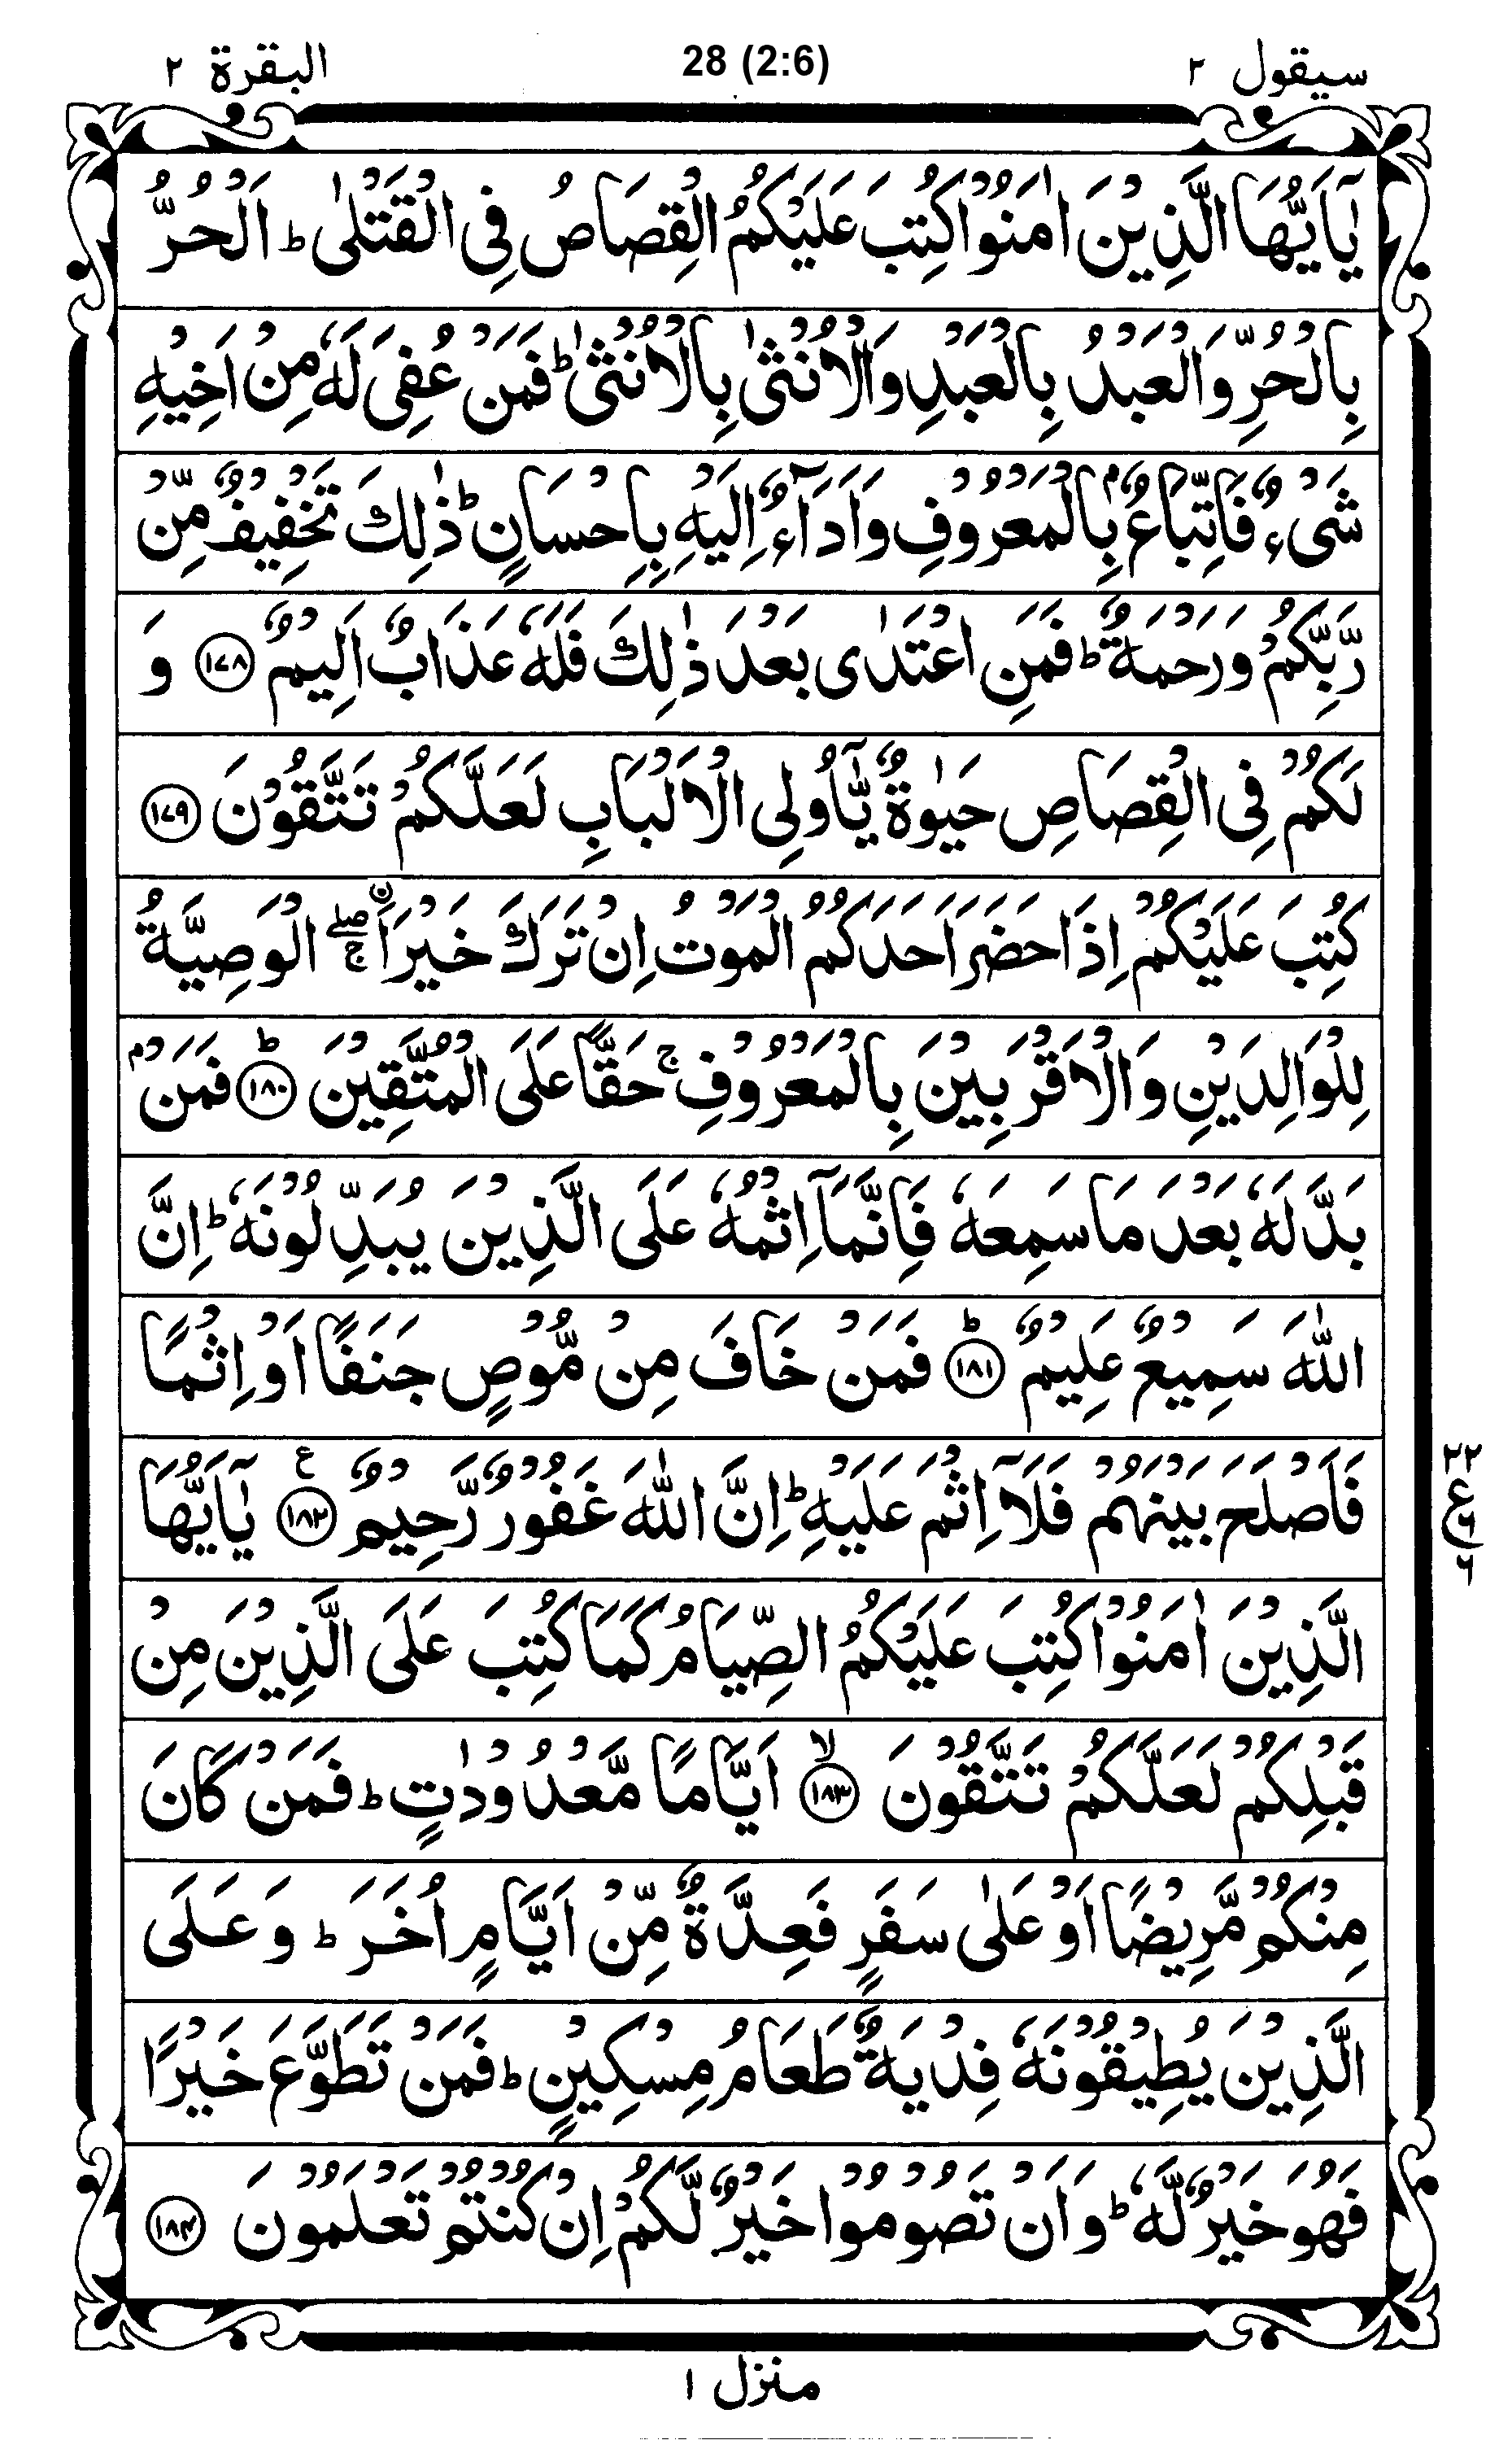 سيقول ٢
28 (2:6)
البقرة ٢
يٰۤاَيُّهَا الَّذِيْنَ اٰمَنُوْا كُتِبَ عَلَيْكُمُ الْقِصَاصُ فِي الْقَتْلٰى ؕ اَلْحُرُّ
بِالْحُرِّ وَالْعَبْدُ بِالْعَبْدِ وَالْاُنْثٰى بِالْاُنْثٰى ؕ فَمَنْ عُفِيَ لَهٗ مِنْ اَخِيْهِ
شَيْءٌ فَاتِّبَاعٌۢ بِالْمَعْرُوْفِ وَاَدَآءٌ اِلَيْهِ بِاِحْسَانٍ ؕ ذٰلِكَ تَخْفِيْفٌ مِّنْ
رَّبِّكُمْ وَرَحْمَةٌ ؕ فَمَنِ اعْتَدٰى بَعْدَ ذٰلِكَ فَلَهٗ عَذَابٌ اَلِيْمٌ ۝١٧٨ وَ
لَكُمْ فِي الْقِصَاصِ حَيٰوةٌ يّٰۤاُولِي الْاَلْبَابِ لَعَلَّكُمْ تَتَّقُوْنَ ۝١٧٩
كُتِبَ عَلَيْكُمْ اِذَا حَضَرَ اَحَدَكُمُ الْمَوْتُ اِنْ تَرَكَ خَيْرَاۨ ۖۚ الْوَصِيَّةُ
لِلْوَالِدَيْنِ وَالْاَقْرَبِيْنَ بِالْمَعْرُوْفِ ۚ حَقًّا عَلَى الْمُتَّقِيْنَ ؕ۝١٨٠ فَمَنْۢ
بَدَّلَهٗ بَعْدَ مَا سَمِعَهٗ فَاِنَّمَاۤ اِثْمُهٗ عَلَى الَّذِيْنَ يُبَدِّلُوْنَهٗ ؕ اِنَّ
اللّٰهَ سَمِيْعٌ عَلِيْمٌ ؕ۝١٨١ فَمَنْ خَافَ مِنْ مُّوْصٍ جَنَفًا اَوْ اِثْمًا
فَاَصْلَحَ بَيْنَهُمْ فَلَاۤ اِثْمَ عَلَيْهِ ؕ اِنَّ اللّٰهَ غَفُوْرٌ رَّحِيْمٌ ۝١٨٢ ع يٰۤاَيُّهَا
٢٢
ع
٦
٦
الَّذِيْنَ اٰمَنُوْا كُتِبَ عَلَيْكُمُ الصِّيَامُ كَمَا كُتِبَ عَلَى الَّذِيْنَ مِنْ
قَبْلِكُمْ لَعَلَّكُمْ تَتَّقُوْنَ ۙ۝١٨٣ اَيَّامًا مَّعْدُوْدٰتٍ ؕ فَمَنْ كَانَ
مِنْكُمْ مَّرِيْضًا اَوْ عَلٰى سَفَرٍ فَعِدَّةٌ مِّنْ اَيَّامٍ اُخَرَ ؕ وَعَلَى
الَّذِيْنَ يُطِيْقُوْنَهٗ فِدْيَةٌ طَعَامُ مِسْكِيْنٍ ؕ فَمَنْ تَطَوَّعَ خَيْرًا
فَهُوَ خَيْرٌ لَّهٗ ؕ وَاَنْ تَصُوْمُوْا خَيْرٌ لَّكُمْ اِنْ كُنْتُمْ تَعْلَمُوْنَ ۝١٨٤
منزل ١